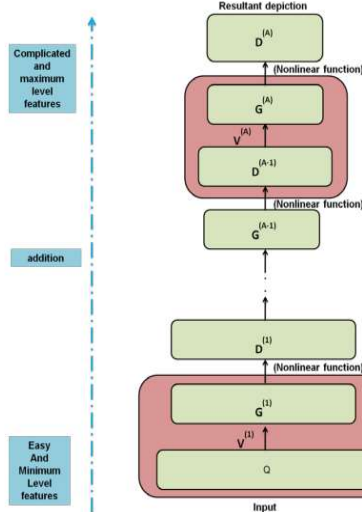 Resultant depiction
D(A)
(Nonlinear function)
G(A)
V(A)
D(A-1)
(Nonlinear function)
G(A-1)
D(1)
(Nonlinear function)
G(1)
V(1)
Q
Input
Complicated
and
maximum
level
features
addition
Easy
And
Minimum
Level
features